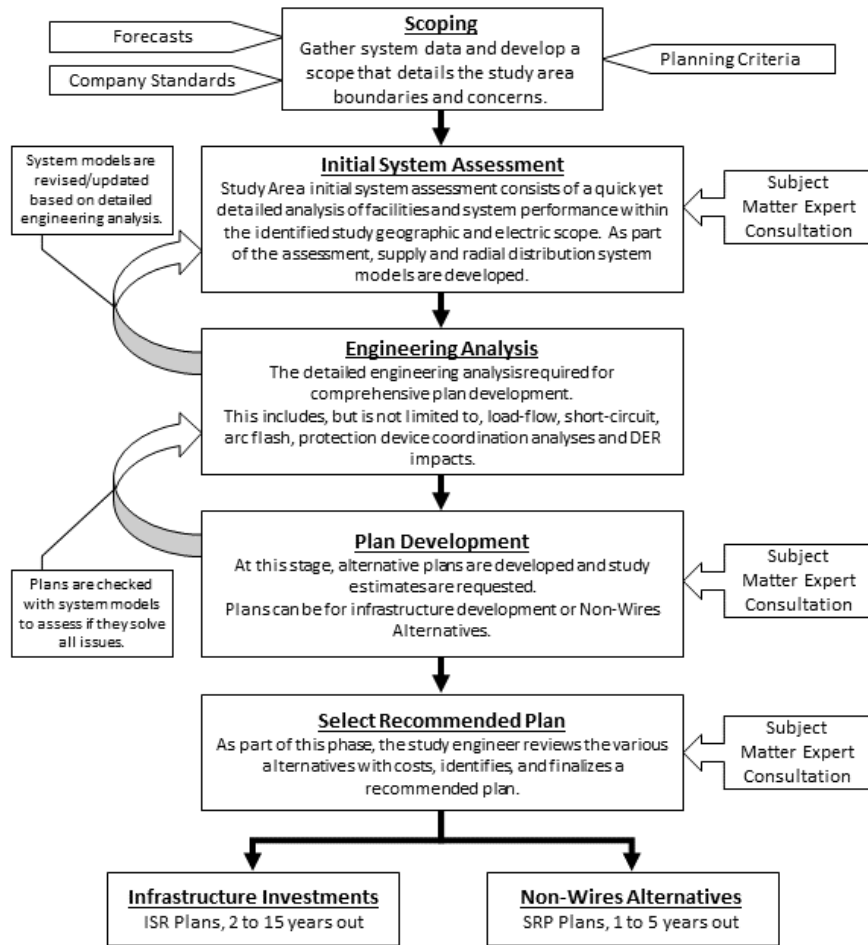 Scoping
Gather system data and develop a
scope that details the study area
boundaries and concerns.
Forecasts
Company Standards
Planning Criteria
System models are
revised/updated
based on detailed
engineering analysis.
Initial System Assessment
Study Area initial system assessment consists of a quick yet
detailed analysis of facilities and system performance within
the identified study geographic and electric scope. As part
of the assessment, supply and radial distribution system
models are developed.
Subject
Matter Expert
Consultation
Engineering Analysis
The detailed engineering analysis required for
comprehensive plan development.
This includes, but is not limited to, load-flow, short-circuit,
arc flash, protection device coordination analyses and DER
impacts.
Plan Development
At this stage, alternative plans are developed and study
estimates are requested.
Plans can be for infrastructure development or Non-Wires
Alternatives.
Plans are checked
with system models
to assess if they solve
all issues.
Subject
Matter Expert
Consultation
Select Recommended Plan
As part of this phase, the study engineer reviews the various
alternatives with costs, identifies, and finalizes a
recommended plan.
Subject
Matter Expert
Consultation
Infrastructure Investments
ISR Plans, 2 to 15 years out
Non-Wires Alternatives
SRP Plans, 1 to 5 years out